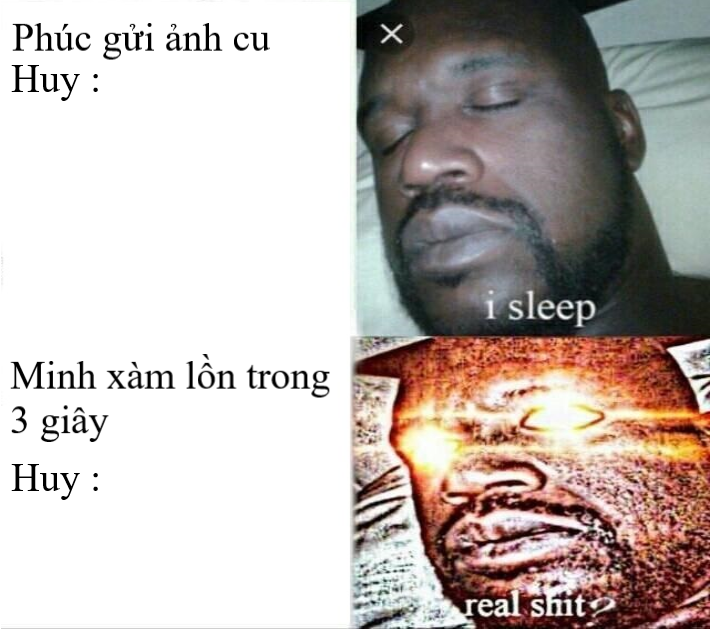 Phúc gửi ảnh cu
Huy :
i sleep
Minh xàm lồn trong
3 giây
Huy :
real shit?